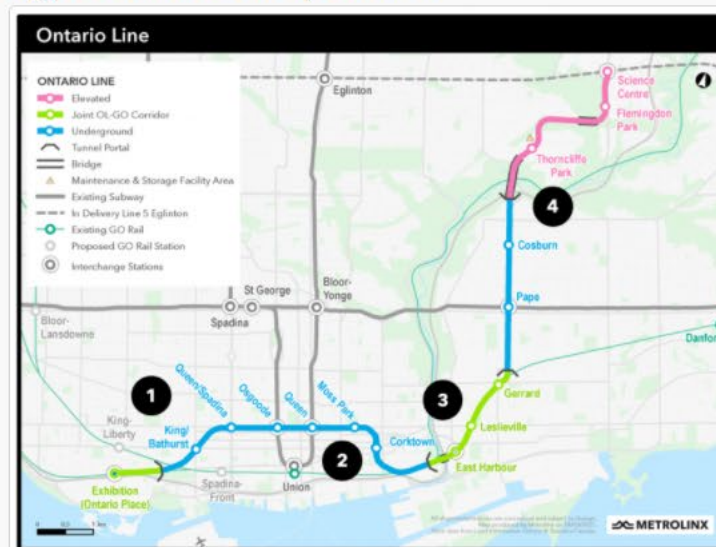 Ontario Line
ONTARIO LINE
Elevated
Joint OL-GO Corridor
Underground
Tunnel Portal
Bridge
Maintenance & Storage Facility Area
Existing Subway
In Delivery Line 5 Eglinton
Existing GO Rail
Proposed GO Rail Station
Interchange Stations
Eglinton
Science
Centre
Flemingdon
Park
Thorncliffe
Park
4
Cosburn
Pape
St George
Bloor-
Yonge
Spadina
Bloor-
Lansdowne
Danfor
1
Queen/Spadina
Osgoode
Queen
Moss Park
3
Gerrard
Leslieville
King-
Liberty
King/
Bathurst
Corktown
East Harbour
2
Exhibition
(Ontario Place)
Spadina-
Front
Union
METROLINX